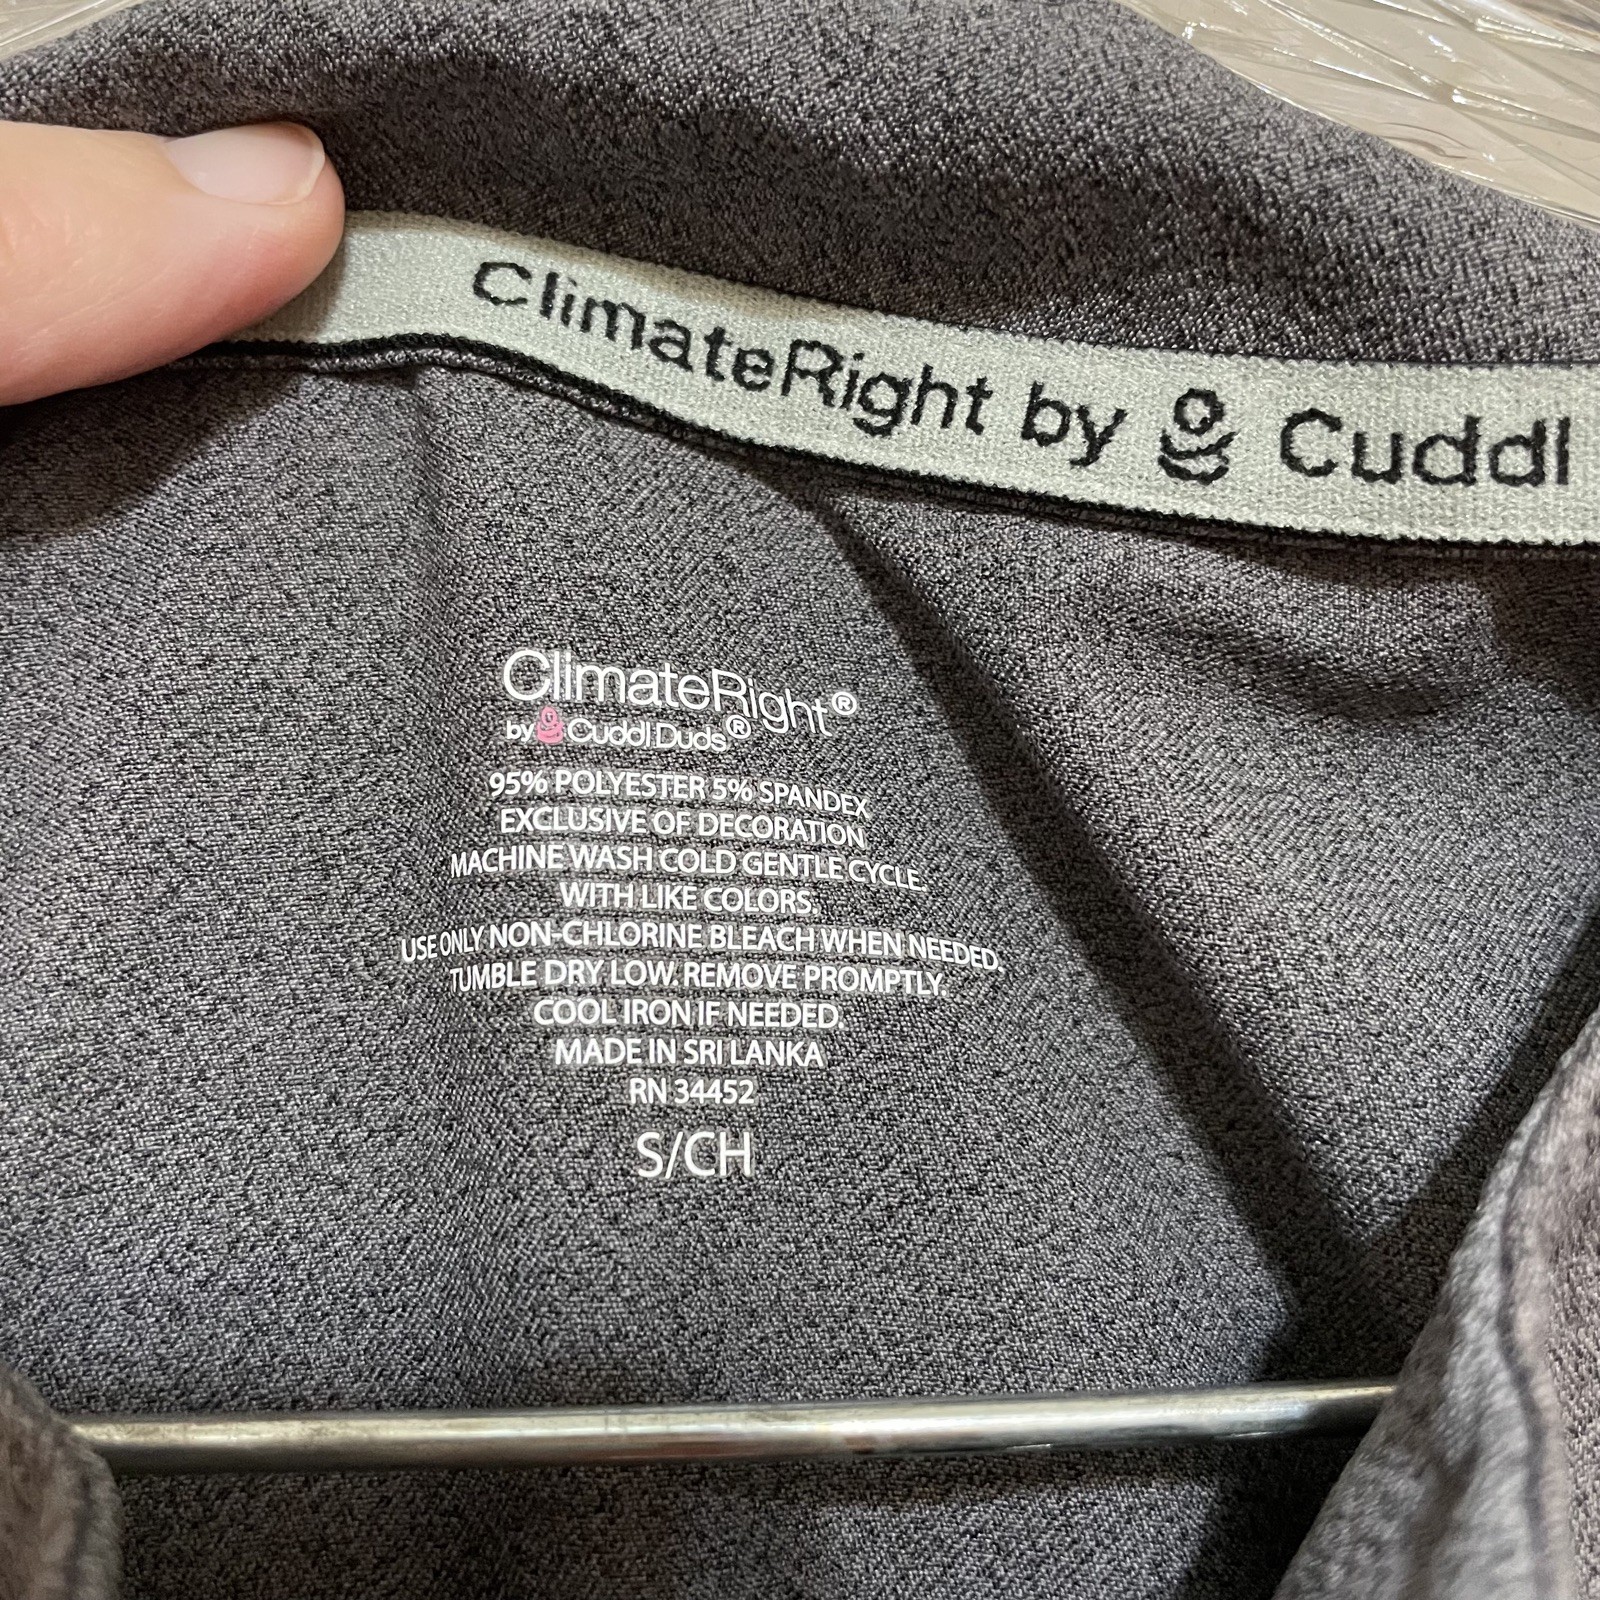 ClimateRight by Cuddl
ClimateRight®
by Cuddl Duds®
95% POLYESTER 5% SPANDEX
EXCLUSIVE OF DECORATION
MACHINE WASH COLD GENTLE CYCLE.
WITH LIKE COLORS.
USE ONLY NON-CHLORINE BLEACH WHEN NEEDED.
TUMBLE DRY LOW. REMOVE PROMPTLY.
COOL IRON IF NEEDED.
MADE IN SRI LANKA
RN 34452
S/CH